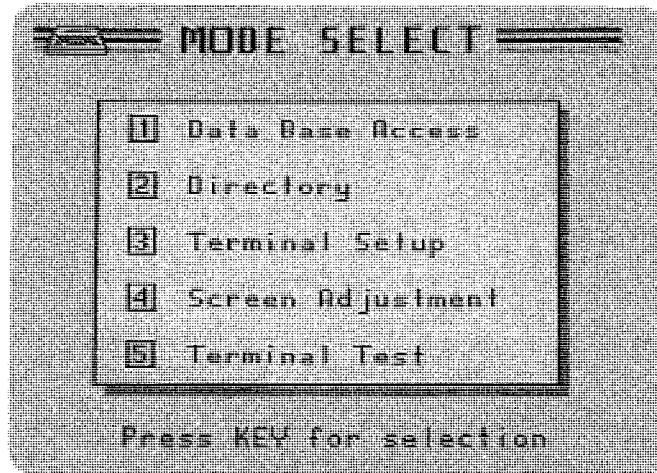 MODE SELECT
1 Data Base Access
2 Directory
3 Terminal Setup
4 Screen Adjustment
5 Terminal Test
Press KEY for selection